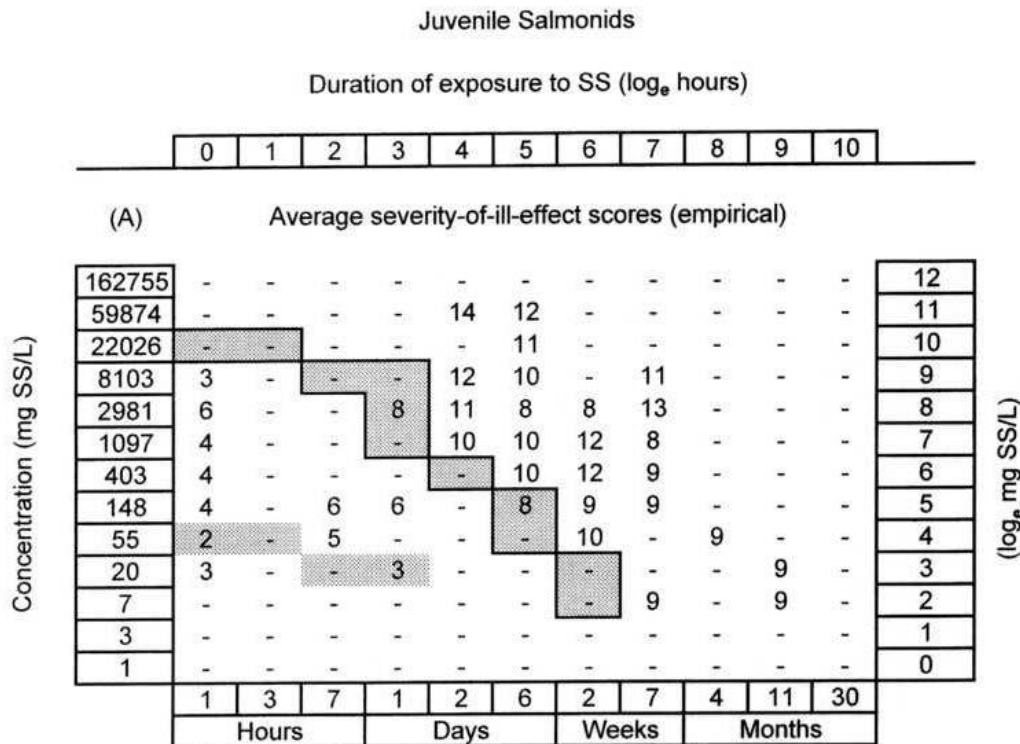 Juvenile Salmonids
Duration of exposure to SS (logₑ hours)
0 1 2 3 4 5 6 7 8 9 10
(A) Average severity-of-ill-effect scores (empirical)
162755 - - - - - - - - - - - 12
59874 - - - - 14 12 - - - - - 11
22026 - - - - - 11 - - - - - 10
8103 3 - - - 12 10 - 11 - - - 9
2981 6 - - 8 11 8 8 13 - - - 8
1097 4 - - - 10 10 12 8 - - - 7
403 4 - - - - 10 12 9 - - - 6
148 4 - 6 6 - 8 9 9 - - - 5
55 2 - 5 - - - 10 - 9 - - 4
20 3 - - 3 - - - - - 9 - 3
7 - - - - - - - 9 - 9 - 2
3 - - - - - - - - - - - 1
1 - - - - - - - - - - - 0
1 3 7 1 2 6 2 7 4 11 30
Hours Days Weeks Months
Concentration (mg SS/L)
(logₑ mg SS/L)